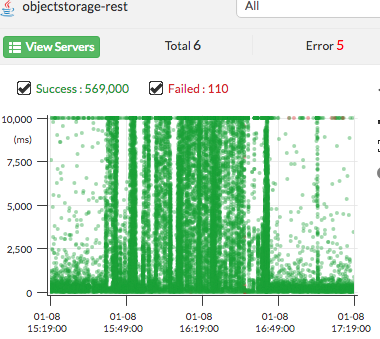 objectstorage-rest
All
View Servers
Total 6
Error 5
Success : 569,000
Failed : 110
10,000
(ms)
7,500
5,000
2,500
0
01-08 01-08 01-08 01-08 01-08
15:19:00 15:49:00 16:19:00 16:49:00 17:19:00